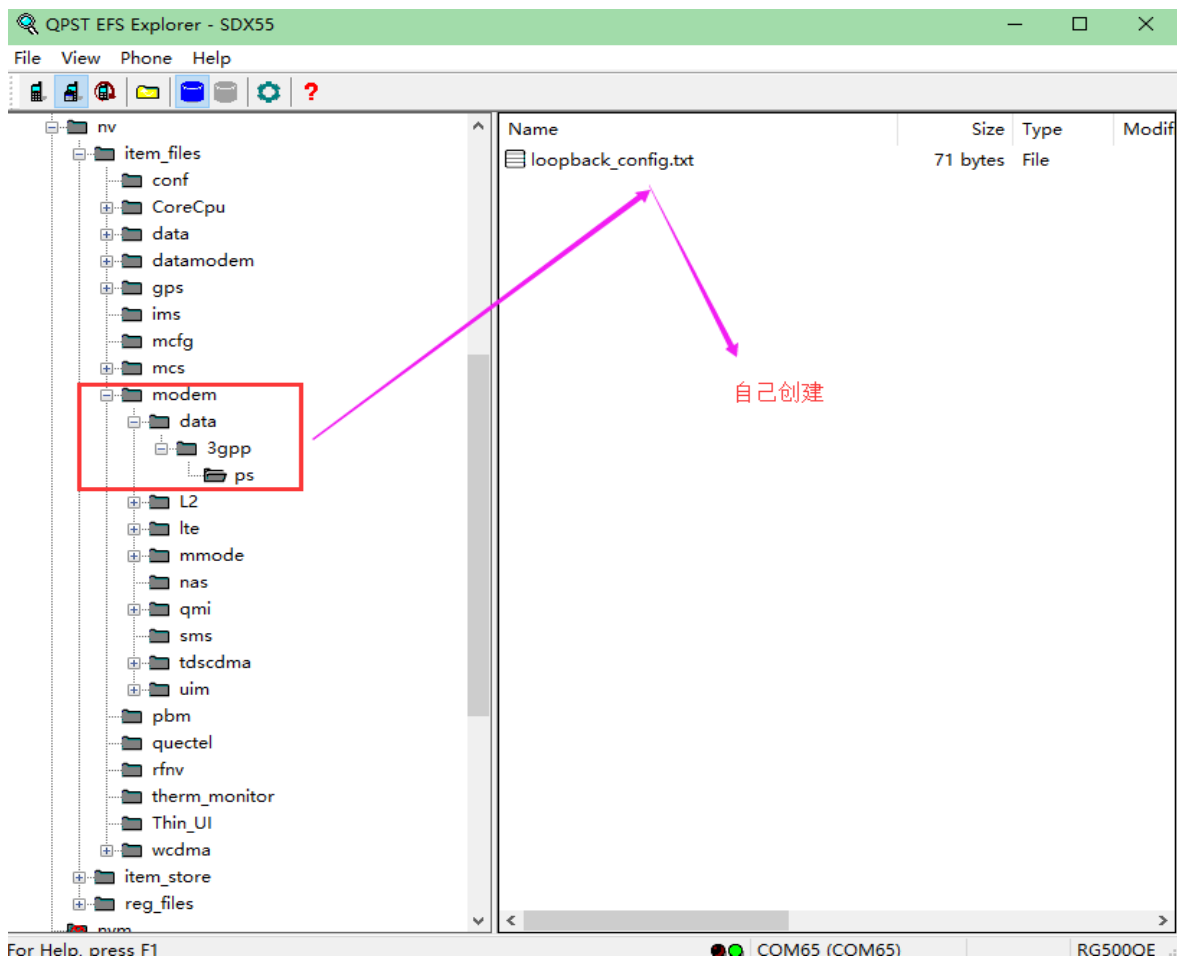 QPST EFS Explorer - SDX55
File View Phone Help
nv
item_files
conf
CoreCpu
data
datamodem
gps
ims
mcfg
mcs
modem
data
3gpp
ps
L2
lte
mmode
nas
qmi
sms
tdscdma
uim
pbm
quectel
rfnv
therm_monitor
Thin_UI
wcdma
item_store
reg_files
nvm
Name Size Type Modif
loopback_config.txt 71 bytes File
自己创建
For Help, press F1 COM65 (COM65) RG500QE